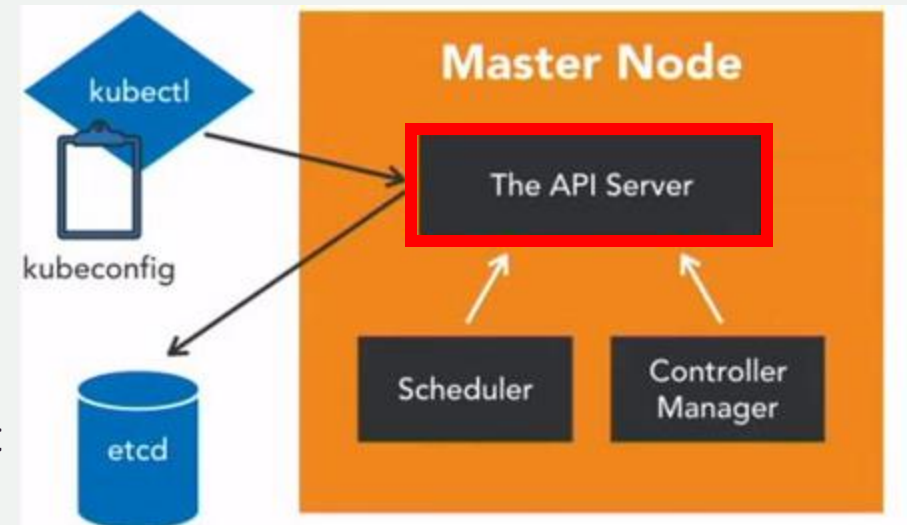 Master Node
kubectl
The API Server
kubeconfig
Scheduler
Controller
Manager
etcd